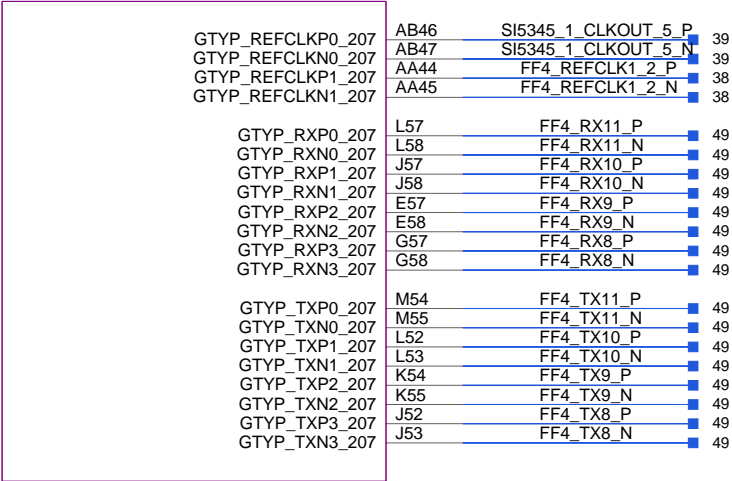 GTYP_REFCLKP0_207 AB46 SI5345_1_CLKOUT_5_P 39
GTYP_REFCLKN0_207 AB47 SI5345_1_CLKOUT_5_N 39
GTYP_REFCLKP1_207 AA44 FF4_REFCLK1_2_P 38
GTYP_REFCLKN1_207 AA45 FF4_REFCLK1_2_N 38
GTYP_RXP0_207 L57 FF4_RX11_P 49
GTYP_RXN0_207 L58 FF4_RX11_N 49
GTYP_RXP1_207 J57 FF4_RX10_P 49
GTYP_RXN1_207 J58 FF4_RX10_N 49
GTYP_RXP2_207 E57 FF4_RX9_P 49
GTYP_RXN2_207 E58 FF4_RX9_N 49
GTYP_RXP3_207 G57 FF4_RX8_P 49
GTYP_RXN3_207 G58 FF4_RX8_N 49
GTYP_TXP0_207 M54 FF4_TX11_P 49
GTYP_TXN0_207 M55 FF4_TX11_N 49
GTYP_TXP1_207 L52 FF4_TX10_P 49
GTYP_TXN1_207 L53 FF4_TX10_N 49
GTYP_TXP2_207 K54 FF4_TX9_P 49
GTYP_TXN2_207 K55 FF4_TX9_N 49
GTYP_TXP3_207 J52 FF4_TX8_P 49
GTYP_TXN3_207 J53 FF4_TX8_N 49